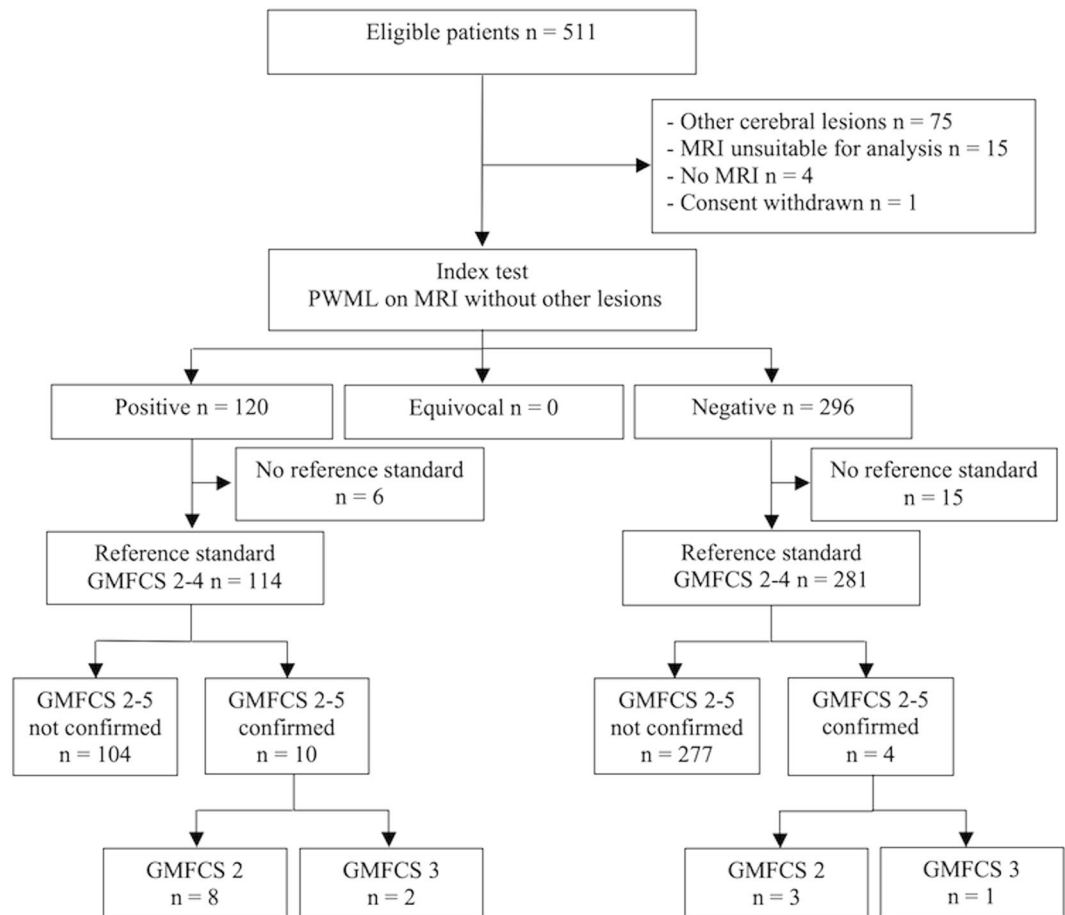 Eligible patients n = 511
- Other cerebral lesions n = 75
- MRI unsuitable for analysis n = 15
- No MRI n = 4
- Consent withdrawn n = 1
Index test
PWML on MRI without other lesions
Positive n = 120
Equivocal n = 0
Negative n = 296
No reference standard
n = 6
No reference standard
n = 15
Reference standard
GMFCS 2-4 n = 114
Reference standard
GMFCS 2-4 n = 281
GMFCS 2-5
not confirmed
n = 104
GMFCS 2-5
confirmed
n = 10
GMFCS 2-5
not confirmed
n = 277
GMFCS 2-5
confirmed
n = 4
GMFCS 2
n = 8
GMFCS 3
n = 2
GMFCS 2
n = 3
GMFCS 3
n = 1